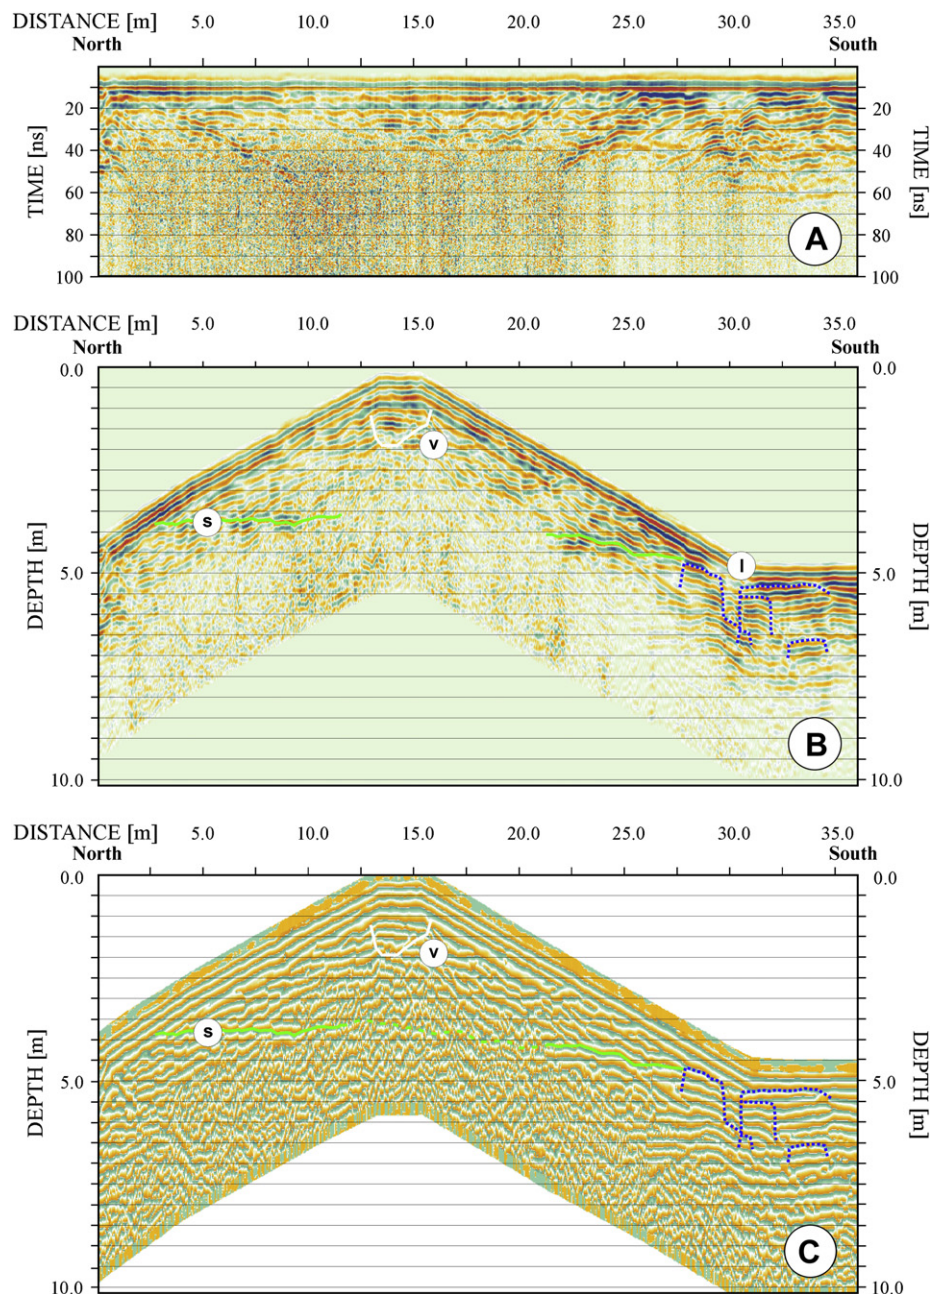 DISTANCE [m] 5.0 10.0 15.0 20.0 25.0 30.0 35.0
North South
20 20
40 40
60 60
80 80
100 100
TIME [ns]
TIME [ns]
A
DISTANCE [m] 5.0 10.0 15.0 20.0 25.0 30.0 35.0
North South
0.0 0.0
5.0 5.0
10.0 10.0
DEPTH [m]
DEPTH [m]
v
s
l
B
DISTANCE [m] 5.0 10.0 15.0 20.0 25.0 30.0 35.0
North South
0.0 0.0
5.0 5.0
10.0 10.0
DEPTH [m]
DEPTH [m]
v
s
C